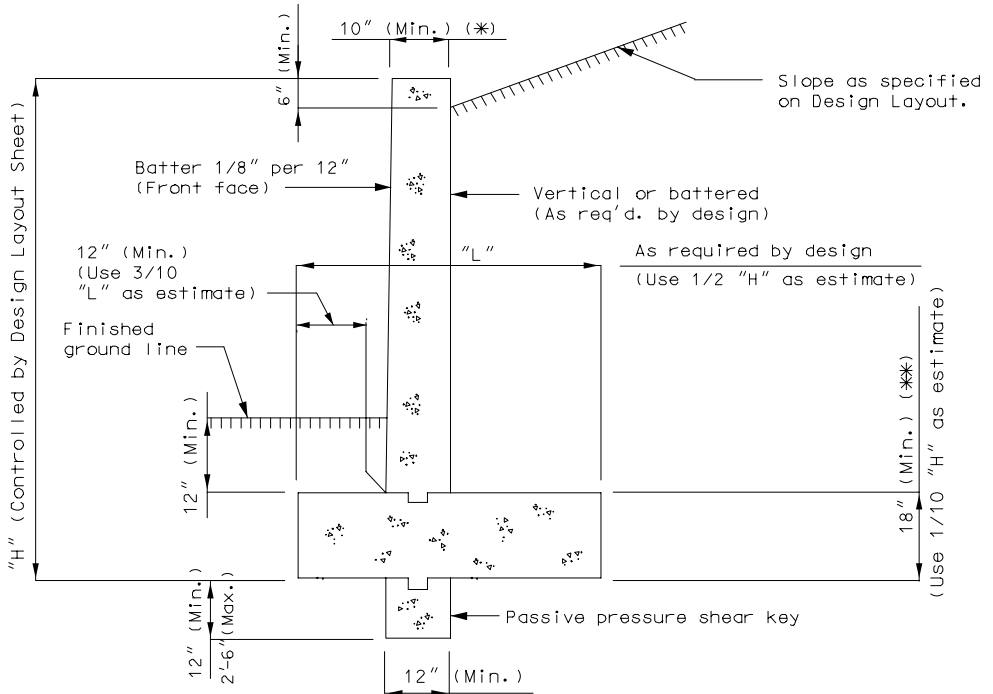 10" (Min.) (*)
6" (Min.)
Slope as specified
on Design Layout.
"H" (Controlled by Design Layout Sheet)
Batter 1/8" per 12"
(Front face)
Vertical or battered
(As req'd. by design)
12" (Min.)
(Use 3/10
"L" as estimate)
"L"
As required by design
(Use 1/2 "H" as estimate)
Finished
ground line
12" (Min.)
18" (Min.) (**)
(Use 1/10 "H" as estimate)
12" (Min.)
2'-6"(Max.)
Passive pressure shear key
12" (Min.)